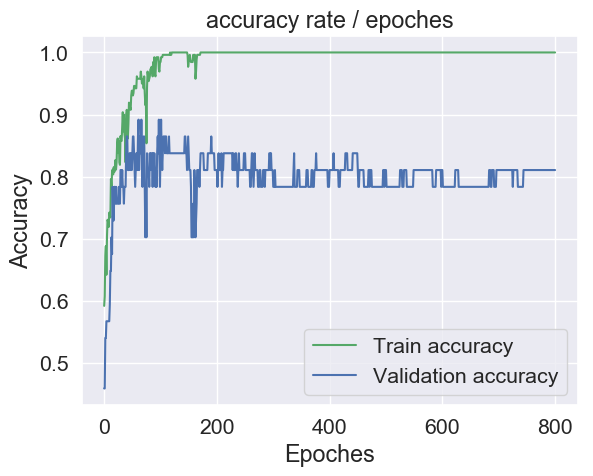 accuracy rate / epoches
1.0
0.9
0.8
0.7
0.6
0.5
Accuracy
Train accuracy
Validation accuracy
0 200 400 600 800
Epoches